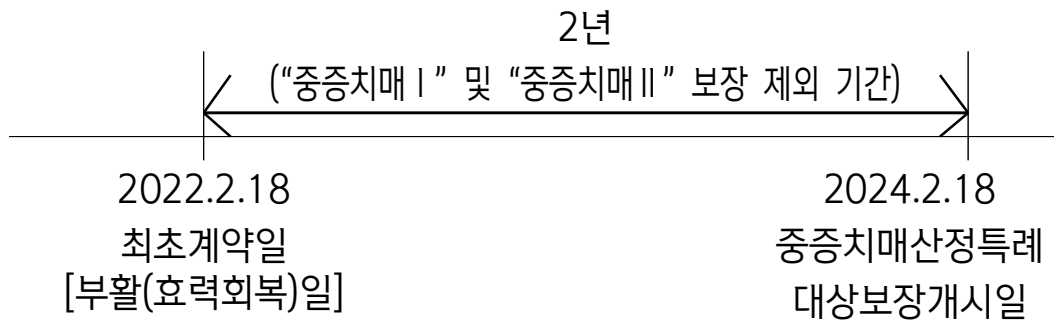 2년
(“중증치매Ⅰ” 및 “중증치매Ⅱ” 보장 제외 기간)
2022.2.18
최초계약일
[부활(효력회복)일]
2024.2.18
중증치매산정특례
대상보장개시일